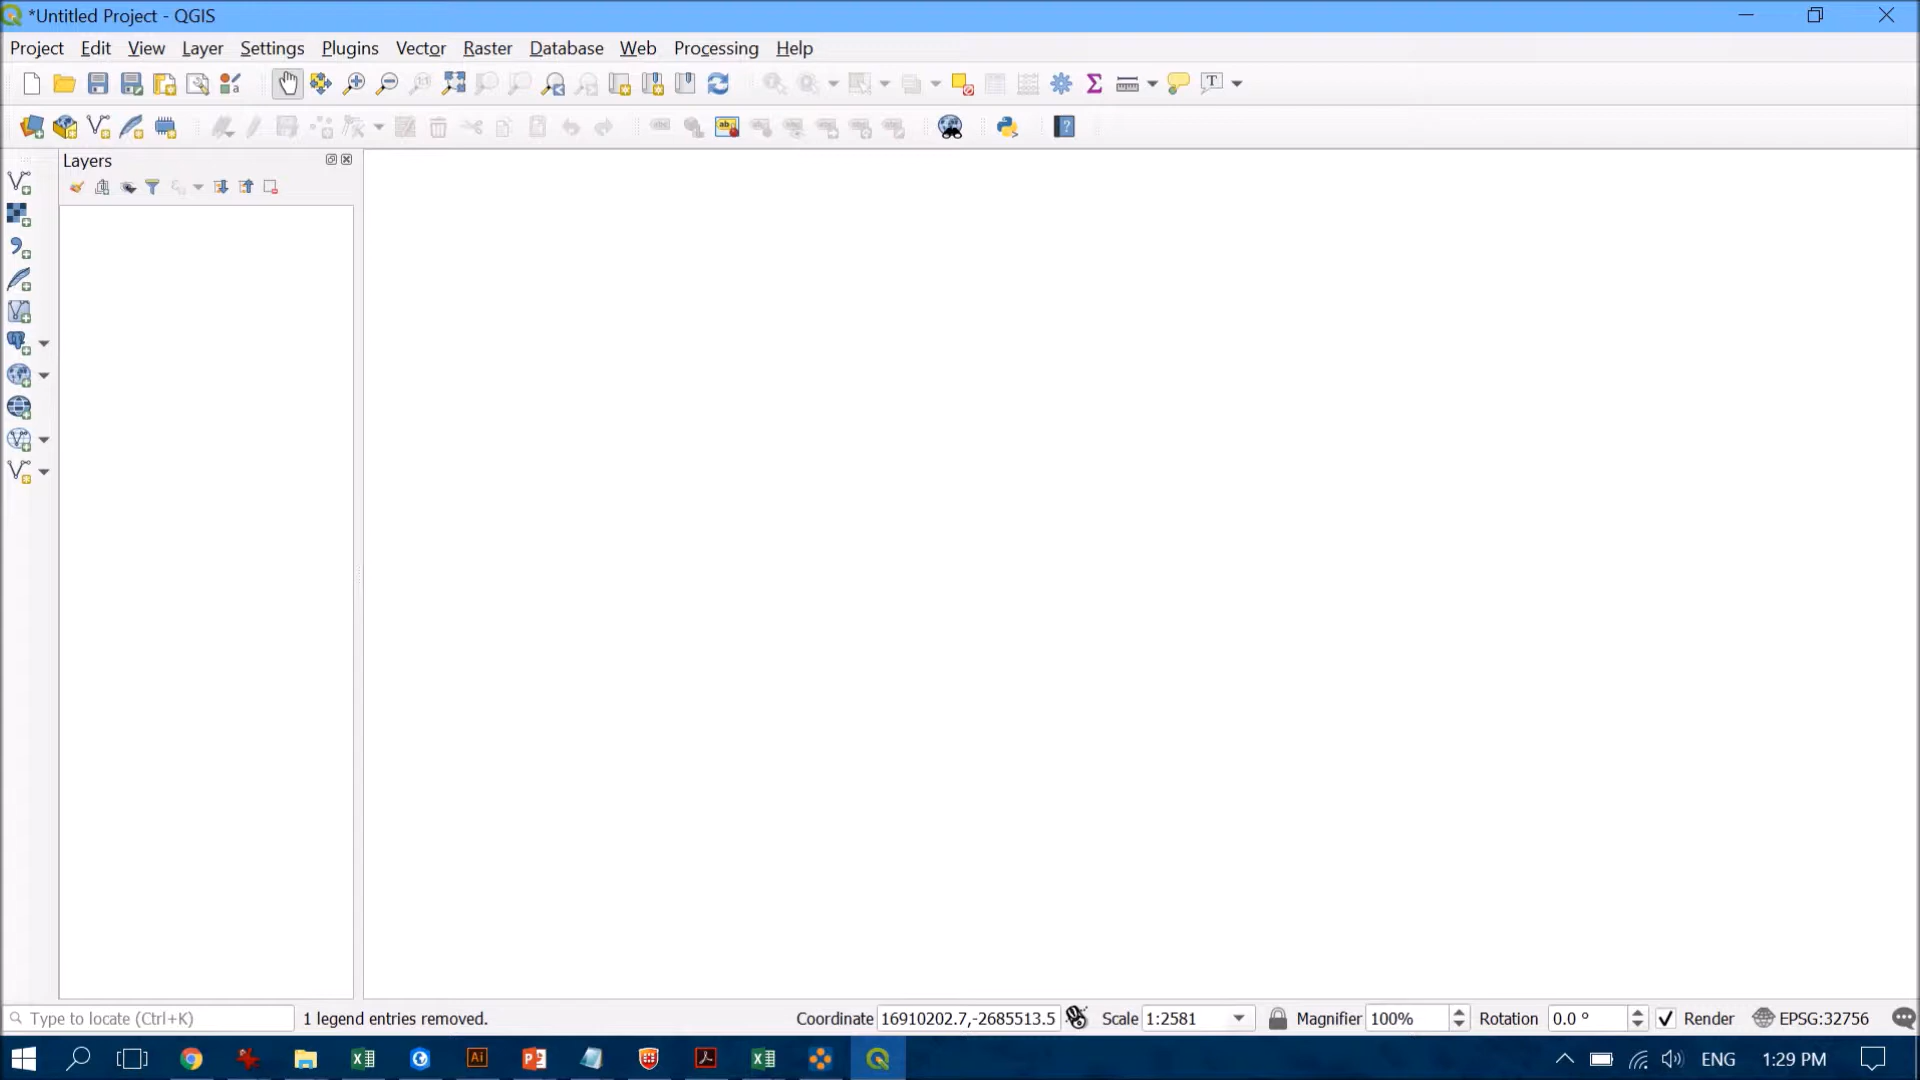 *Untitled Project - QGIS
Project Edit View Layer Settings Plugins Vector Raster Database Web Processing Help
Layers
Type to locate (Ctrl+K) 1 legend entries removed. Coordinate 16910202.7,-2685513.5 Scale 1:2581 Magnifier 100% Rotation 0.0 ° Render EPSG:32756
ENG 1:29 PM